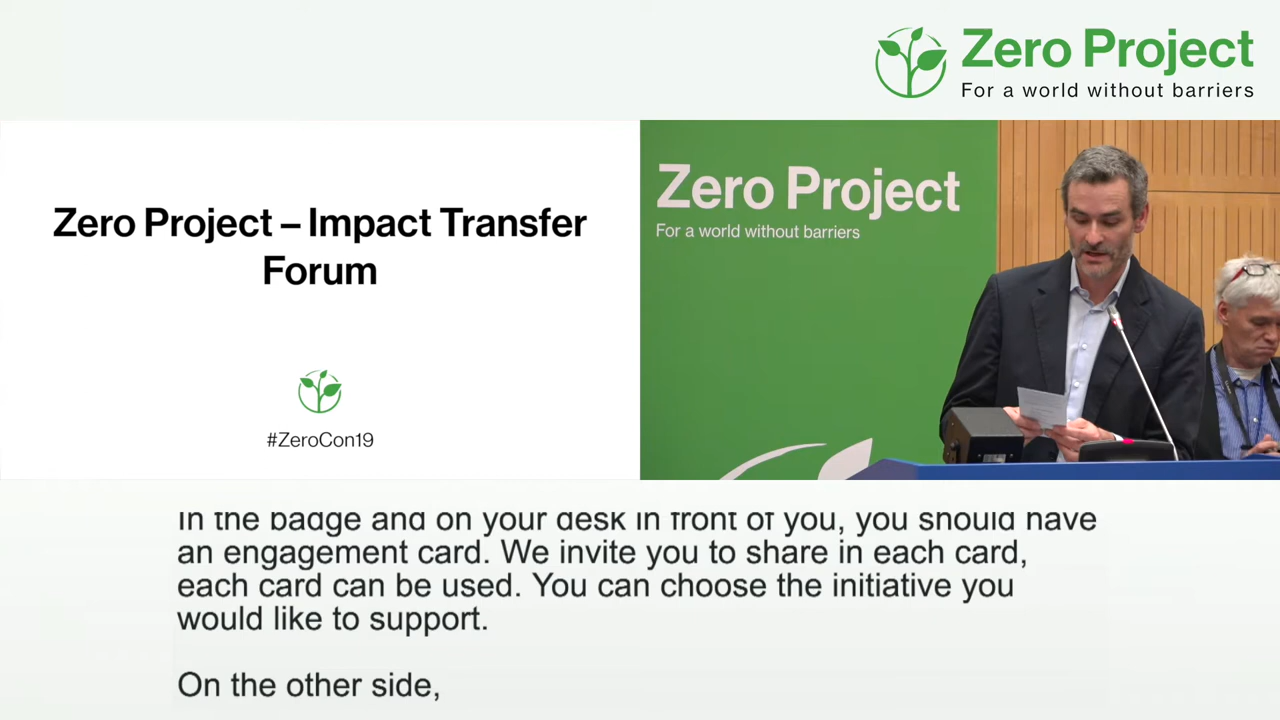 Zero Project
For a world without barriers
Zero Project – Impact Transfer
Forum
#ZeroCon19
Zero Project
For a world without barriers
In the badge and on your desk in front of you, you should have
an engagement card. We invite you to share in each card,
each card can be used. You can choose the initiative you
would like to support.
On the other side,